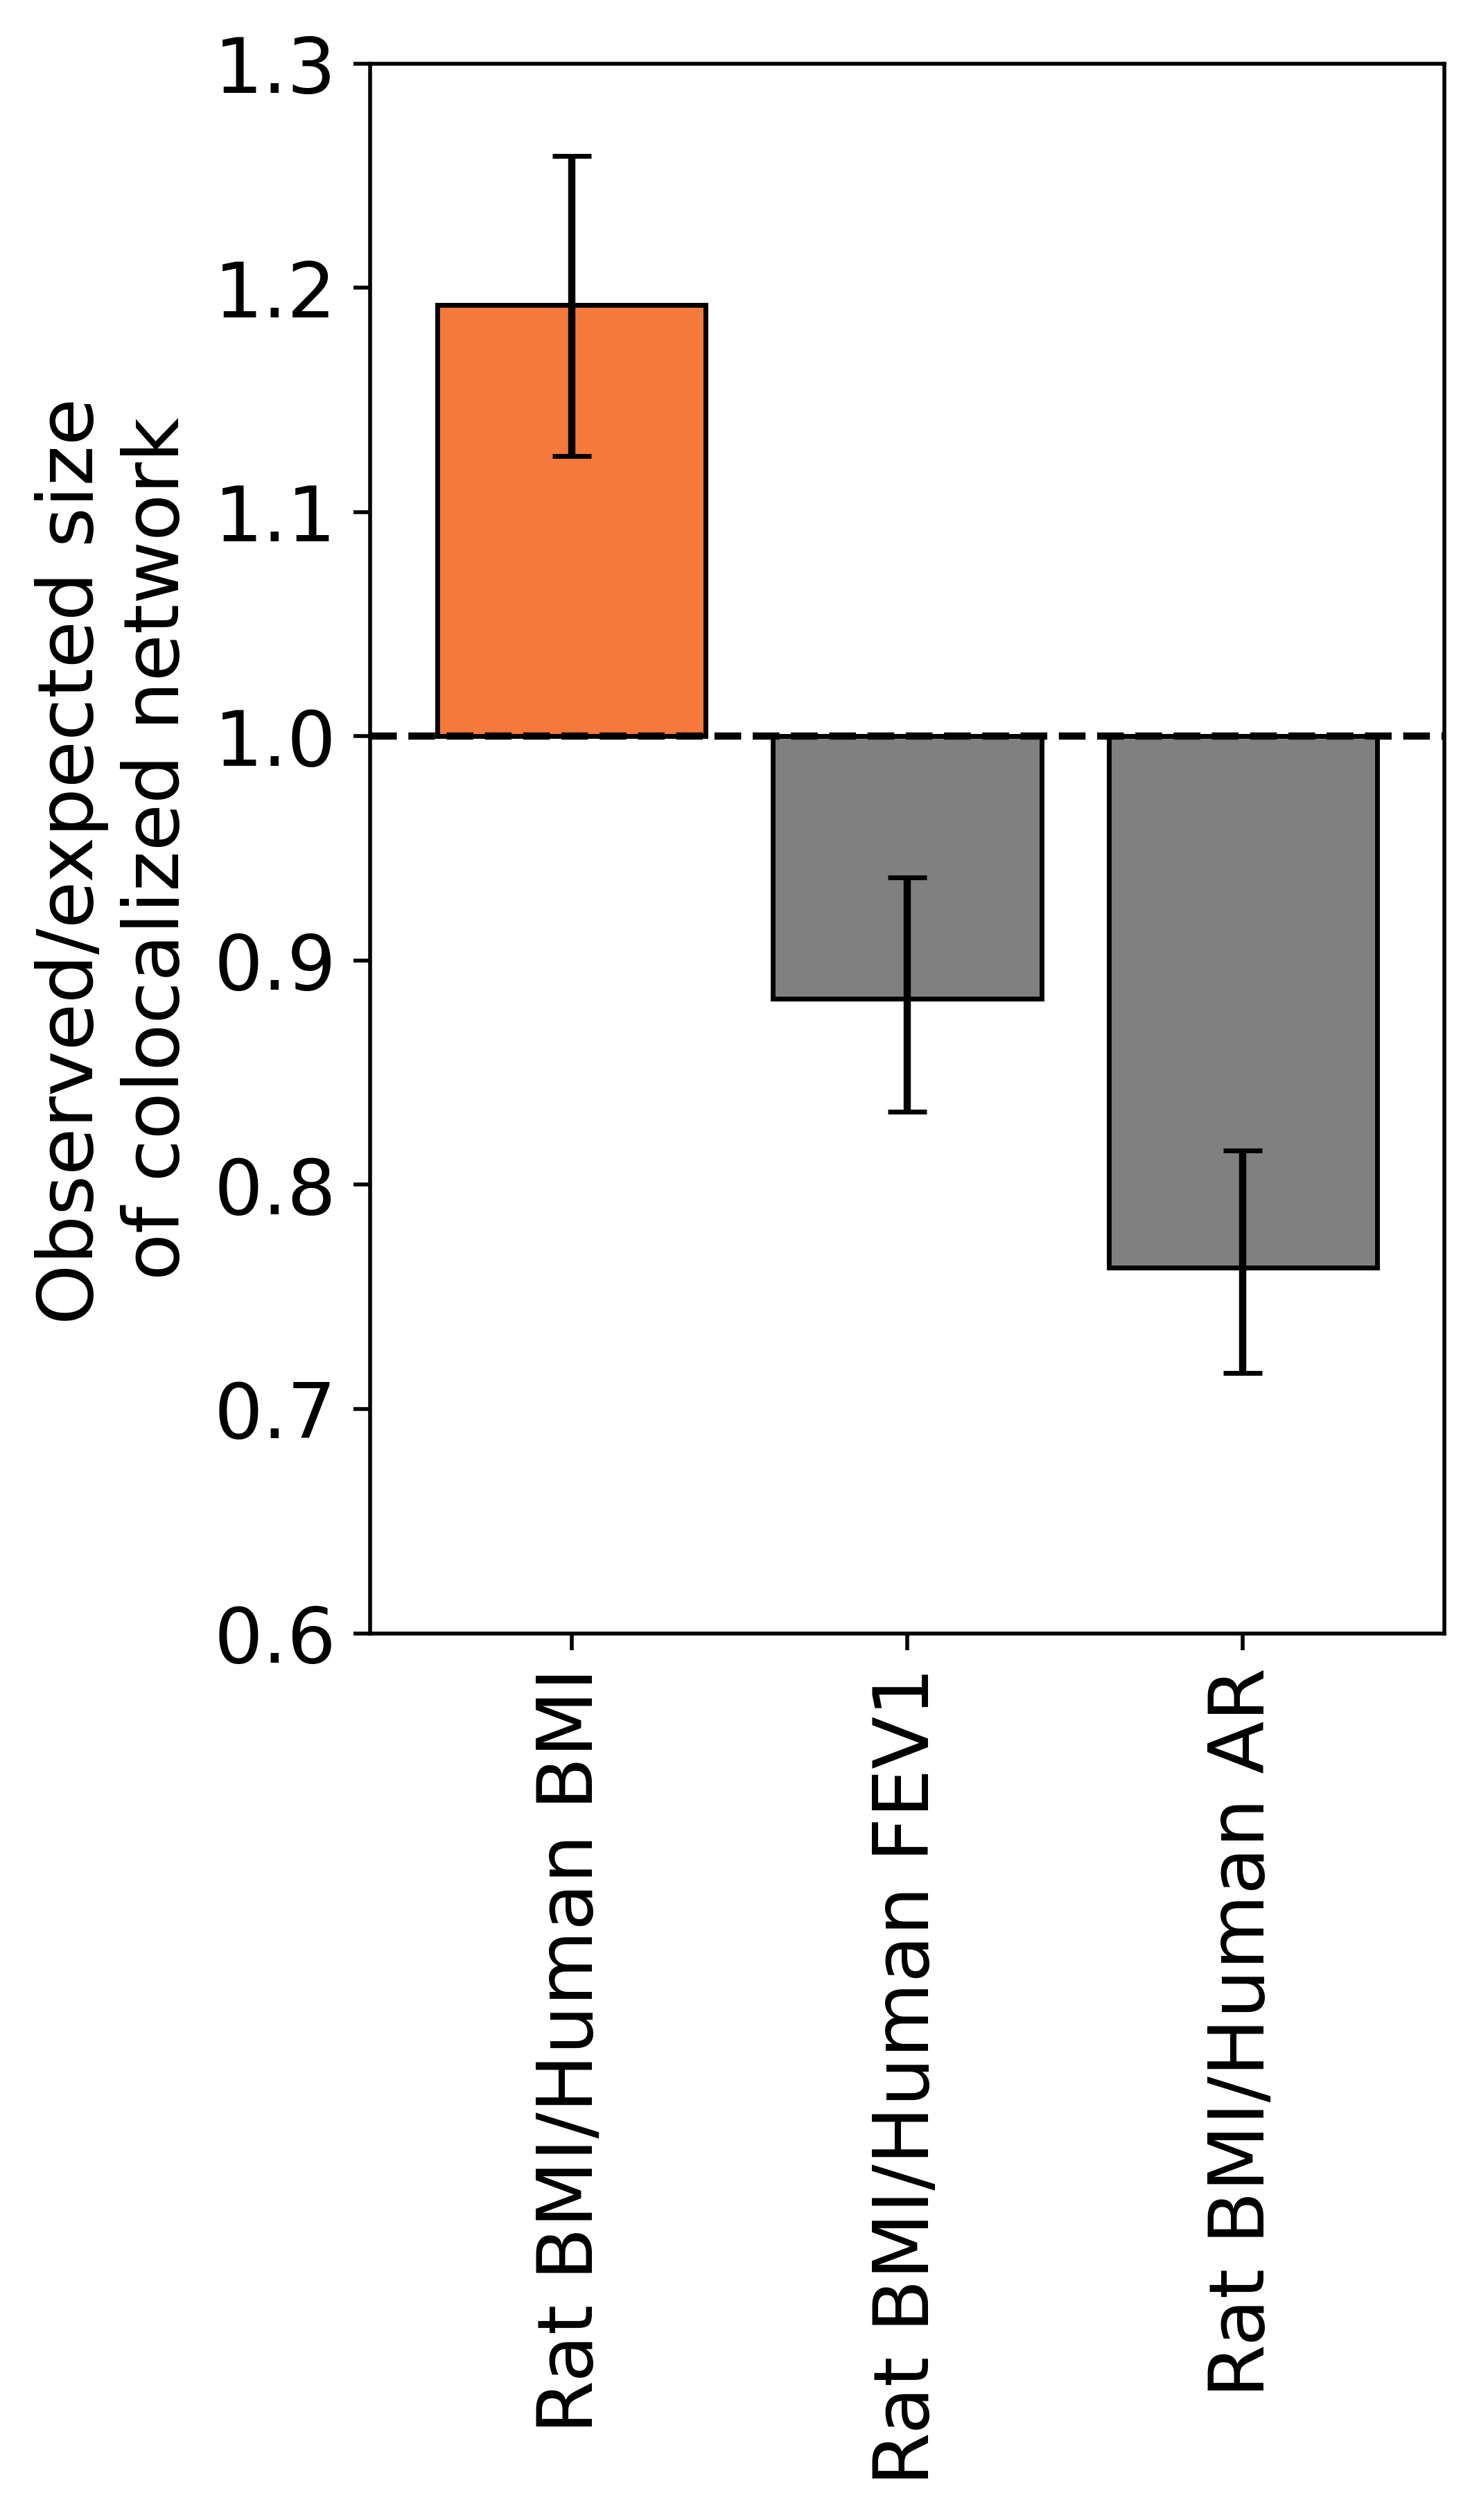 Observed/expected size
of colocalized network
1.3
1.2
1.1
1.0
0.9
0.8
0.7
0.6
Rat BMI/Human BMI
Rat BMI/Human FEV1
Rat BMI/Human AR